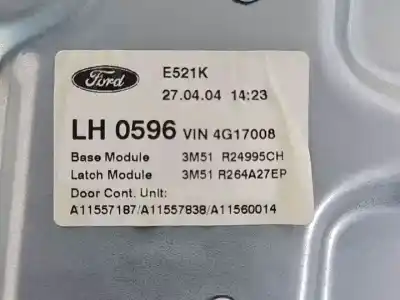 Ford
E521K
27.04.04 14:23
LH 0596 VIN 4G17008
Base Module 3M51 R24995CH
Latch Module 3M51 R264A27EP
Door Cont. Unit:
A11557187/A11557838/A11560014